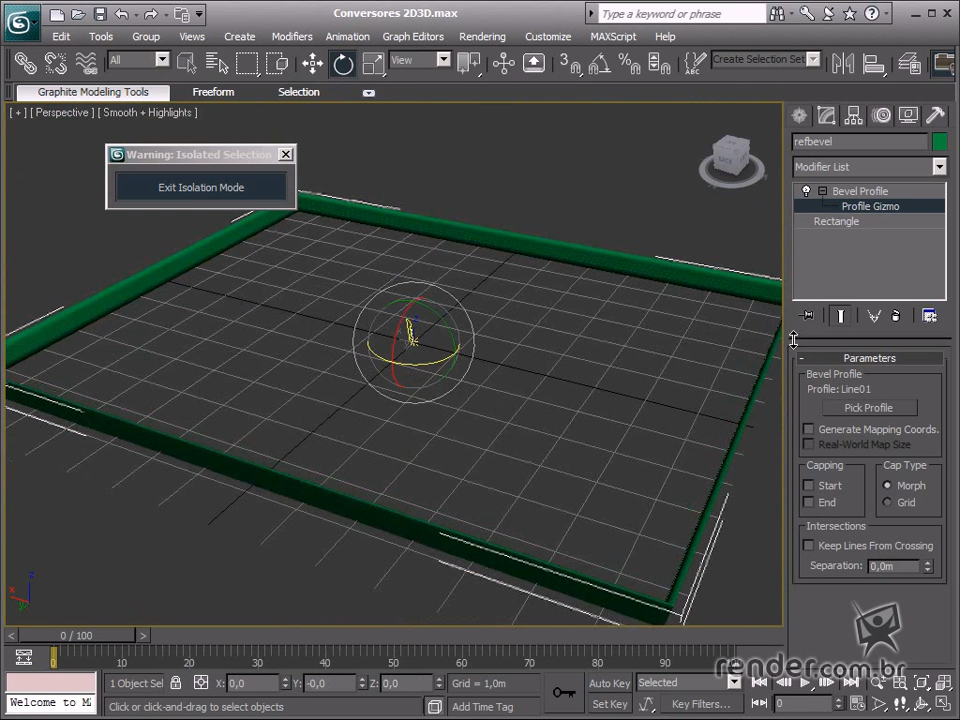 Conversores 2D3D.max
Type a keyword or phrase
Edit Tools Group Views Create Modifiers Animation Graph Editors Rendering Customize MAXScript Help
All View Create Selection Set
Graphite Modeling Tools Freeform Selection
[ + ] [ Perspective ] [ Smooth + Highlights ]
Warning: Isolated Selection
Exit Isolation Mode
refbevel
Modifier List
Bevel Profile
Profile Gizmo
Rectangle
- Parameters
Bevel Profile
Profile: Line01
Pick Profile
Generate Mapping Coords.
Real-World Map Size
Capping Cap Type
Start Morph
End Grid
Intersections
Keep Lines From Crossing
Separation: 0,0m
x y z
render.com.br
< 0 / 100 >
0 10 20 30 40 50 60 70 80 90
1 Object Sel X: 0,0 Y: -0,0 Z: 0,0 Grid = 1,0m Auto Key Selected
Welcome to M
Click or click-and-drag to select objects Add Time Tag Set Key Key Filters... 0